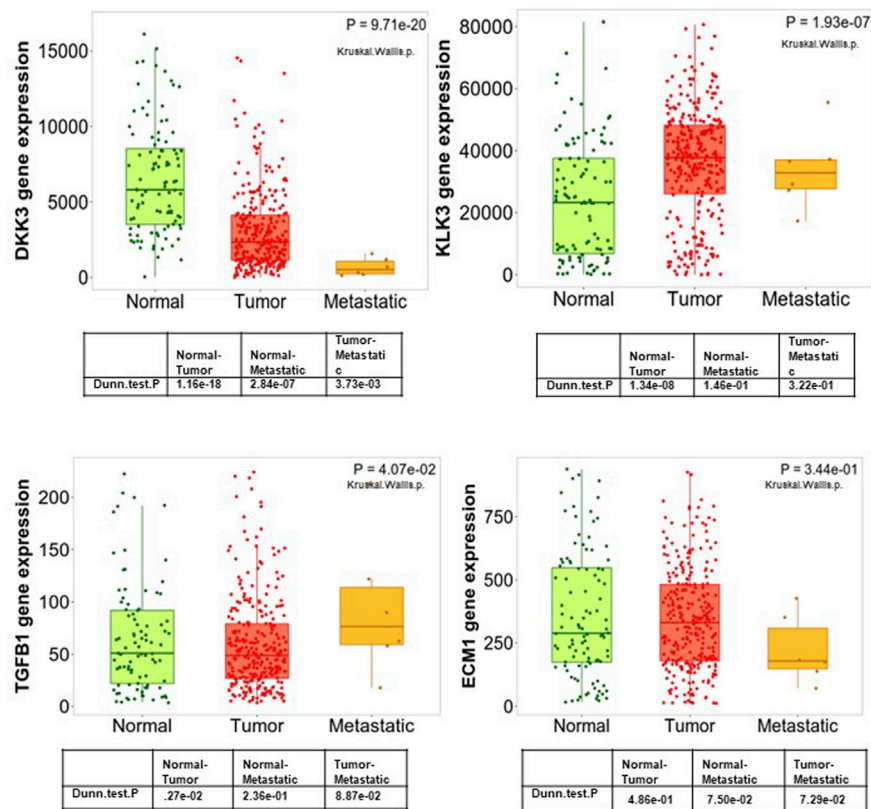 P = 9.71e-20
Kruskal.Wallis.p.
DKK3 gene expression
15000
10000
5000
0
Normal Tumor Metastatic
Normal-Tumor Normal-Metastatic Tumor-Metastatic
Dunn.test.P 1.16e-18 2.84e-07 3.73e-03
P = 1.93e-07
Kruskal.Wallis.p.
KLK3 gene expression
80000
60000
40000
20000
0
Normal Tumor Metastatic
Normal-Tumor Normal-Metastatic Tumor-Metastatic
Dunn.test.P 1.34e-08 1.46e-01 3.22e-01
P = 4.07e-02
Kruskal.Wallis.p.
TGFB1 gene expression
200
150
100
50
0
Normal Tumor Metastatic
Normal-Tumor Normal-Metastatic Tumor-Metastatic
Dunn.test.P .27e-02 2.36e-01 8.87e-02
P = 3.44e-01
Kruskal.Wallis.p.
ECM1 gene expression
750
500
250
0
Normal Tumor Metastatic
Normal-Tumor Normal-Metastatic Tumor-Metastatic
Dunn.test.P 4.86e-01 7.50e-02 7.29e-02